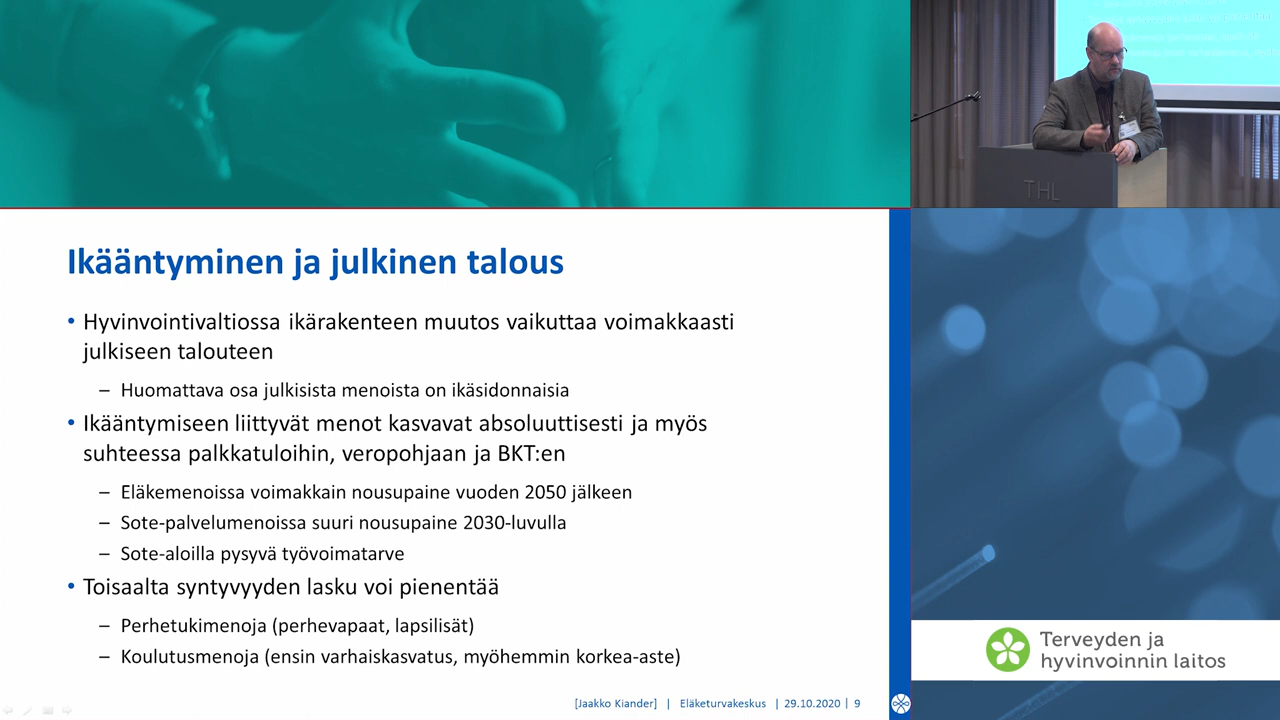 THL
Ikääntyminen ja julkinen talous
• Hyvinvointivaltiossa ikärakenteen muutos vaikuttaa voimakkaasti
julkiseen talouteen
– Huomattava osa julkisista menoista on ikäsidonnaisia
• Ikääntymiseen liittyvät menot kasvavat absoluuttisesti ja myös
suhteessa palkkatuloihin, veropohjaan ja BKT:en
– Eläkemenoissa voimakkain nousupaine vuoden 2050 jälkeen
– Sote-palvelumenoissa suuri nousupaine 2030-luvulla
– Sote-aloilla pysyvä työvoimatarve
• Toisaalta syntyvyyden lasku voi pienentää
– Perhetukimenoja (perhevapaat, lapsilisät)
– Koulutusmenoja (ensin varhaiskasvatus, myöhemmin korkea-aste)
[Jaakko Kiander] | Eläketurvakeskus | 29.10.2020 | 9
Terveyden ja
hyvinvoinnin laitos